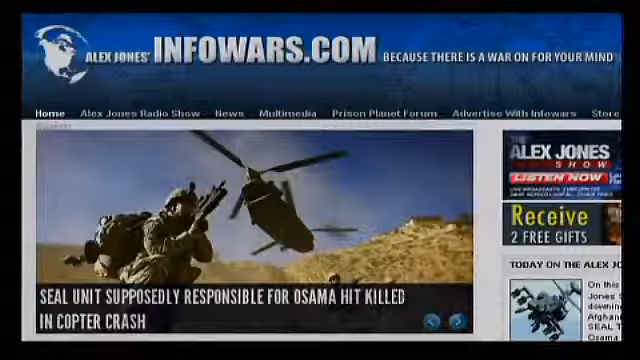 ALEX JONES' INFOWARS.COM BECAUSE THERE IS A WAR ON FOR YOUR MIND
Home Alex Jones Radio Show News Multimedia Prison Planet Forum Advertise With Infowars Store
SEAL UNIT SUPPOSEDLY RESPONSIBLE FOR OSAMA HIT KILLED
IN COPTER CRASH
THE
ALEX JONES
SHOW
LISTEN NOW
Receive
2 FREE GIFTS
TODAY ON THE ALEX JO
On this
Jones S
downin
Afghan
SEAL T
Osama